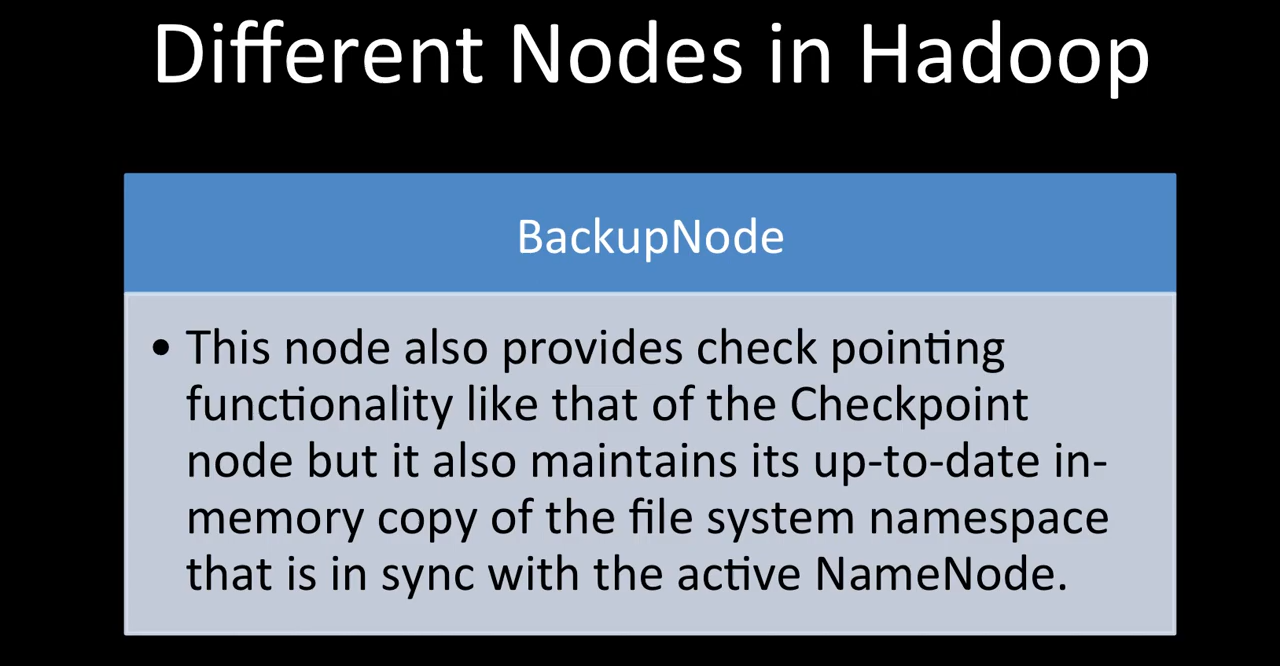 Different Nodes in Hadoop
BackupNode
• This node also provides check pointing
functionality like that of the Checkpoint
node but it also maintains its up-to-date in-
memory copy of the file system namespace
that is in sync with the active NameNode.